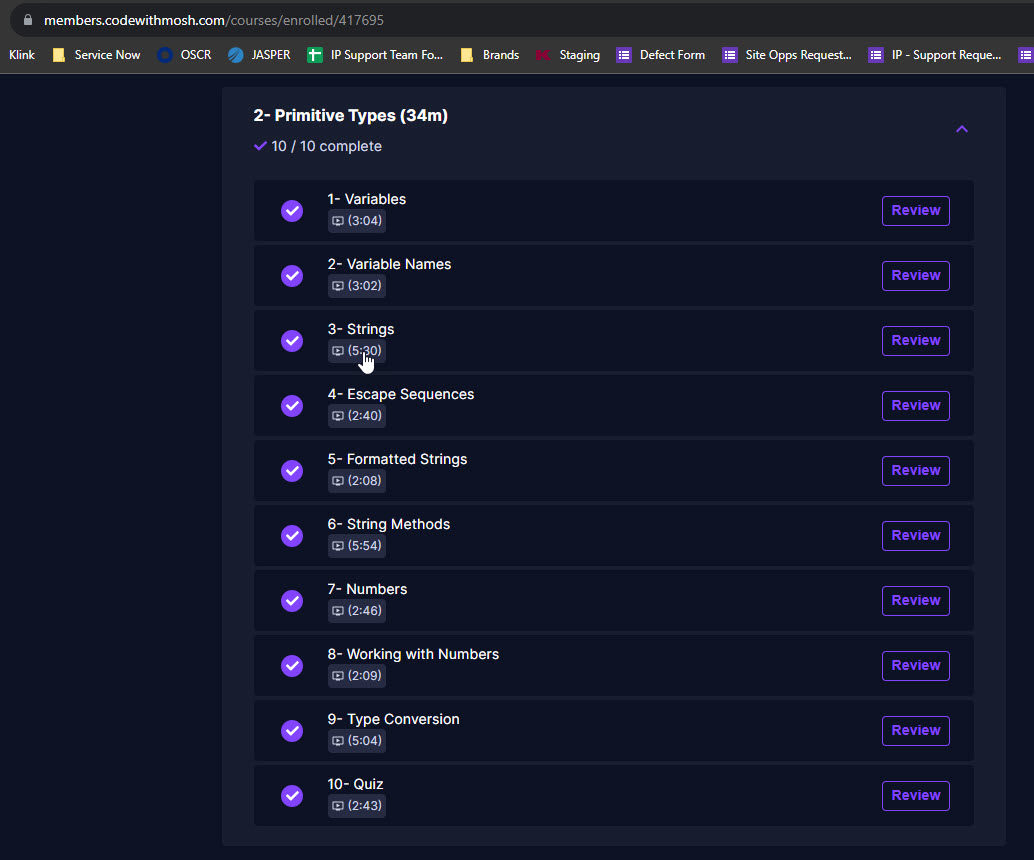 members.codewithmosh.com/courses/enrolled/417695
Klink Service Now OSCR JASPER IP Support Team Fo... Brands Staging Defect Form Site Opps Request... IP - Support Reque...
2- Primitive Types (34m)
10 / 10 complete
1- Variables
(3:04)
Review
2- Variable Names
(3:02)
Review
3- Strings
(5:30)
Review
4- Escape Sequences
(2:40)
Review
5- Formatted Strings
(2:08)
Review
6- String Methods
(5:54)
Review
7- Numbers
(2:46)
Review
8- Working with Numbers
(2:09)
Review
9- Type Conversion
(5:04)
Review
10- Quiz
(2:43)
Review